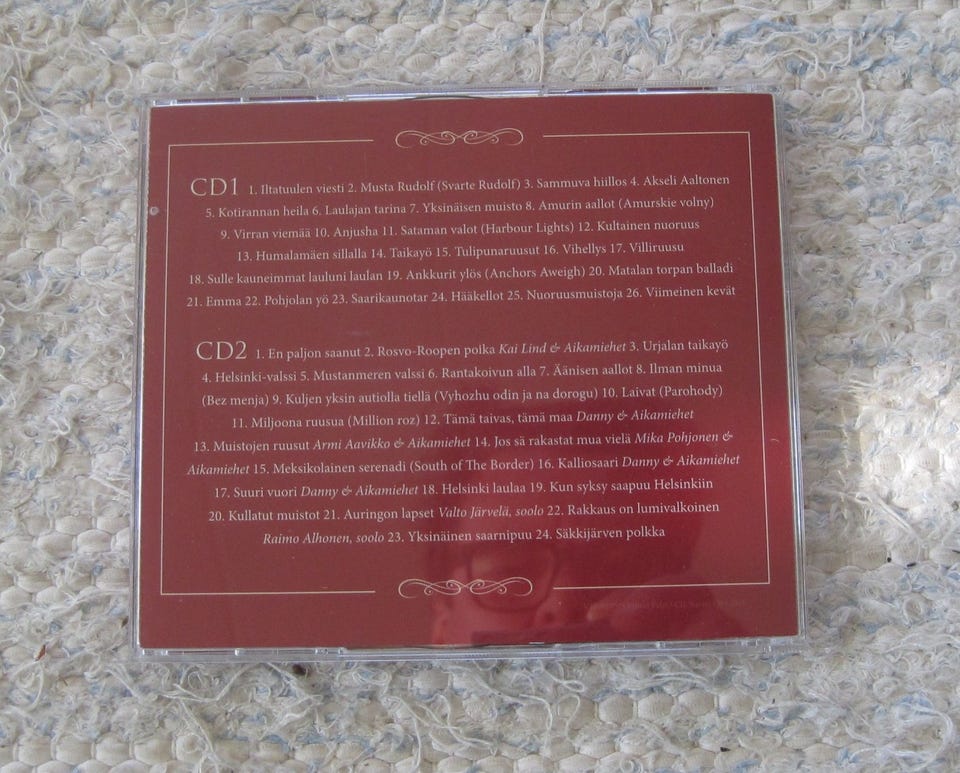 CD1 1. Iltatuulen viesti 2. Musta Rudolf (Svarte Rudolf) 3. Sammuva hiillos 4. Akseli Aaltonen
5. Kotirannan heila 6. Laulajan tarina 7. Yksinäisen muisto 8. Amurin aallot (Amurskie volny)
9. Virran viemää 10. Anjusha 11. Sataman valot (Harbour Lights) 12. Kultainen nuoruus
13. Humalamäen sillalla 14. Taikayö 15. Tulipunaruusut 16. Vihellys 17. Villiruusu
18. Sulle kauneimmat lauluni laulan 19. Ankkurit ylös (Anchors Aweigh) 20. Matalan torpan balladi
21. Emma 22. Pohjolan yö 23. Saarikaunotar 24. Hääkellot 25. Nuoruusmuistoja 26. Viimeinen kevät
CD2 1. En paljon saanut 2. Rosvo-Roopen poika Kai Lind & Aikamiehet 3. Urjalan taikayö
4. Helsinki-valssi 5. Mustanmeren valssi 6. Rantakoivun alla 7. Äänisen aallot 8. Ilman minua
(Bez menja) 9. Kuljen yksin autiolla tiellä (Vyhozhu odin ja na dorogu) 10. Laivat (Parohody)
11. Miljoona ruusua (Million roz) 12. Tämä taivas, tämä maa Danny & Aikamiehet
13. Muistojen ruusut Armi Aavikko & Aikamiehet 14. Jos sä rakastat mua vielä Mika Pohjonen &
Aikamiehet 15. Meksikolainen serenadi (South of The Border) 16. Kalliosaari Danny & Aikamiehet
17. Suuri vuori Danny & Aikamiehet 18. Helsinki laulaa 19. Kun syksy saapuu Helsinkiin
20. Kullatut muistot 21. Auringon lapset Valto Järvelä, soolo 22. Rakkaus on lumivalkoinen
Raimo Alhonen, soolo 23. Yksinäinen saarnipuu 24. Säkkijärven polkka